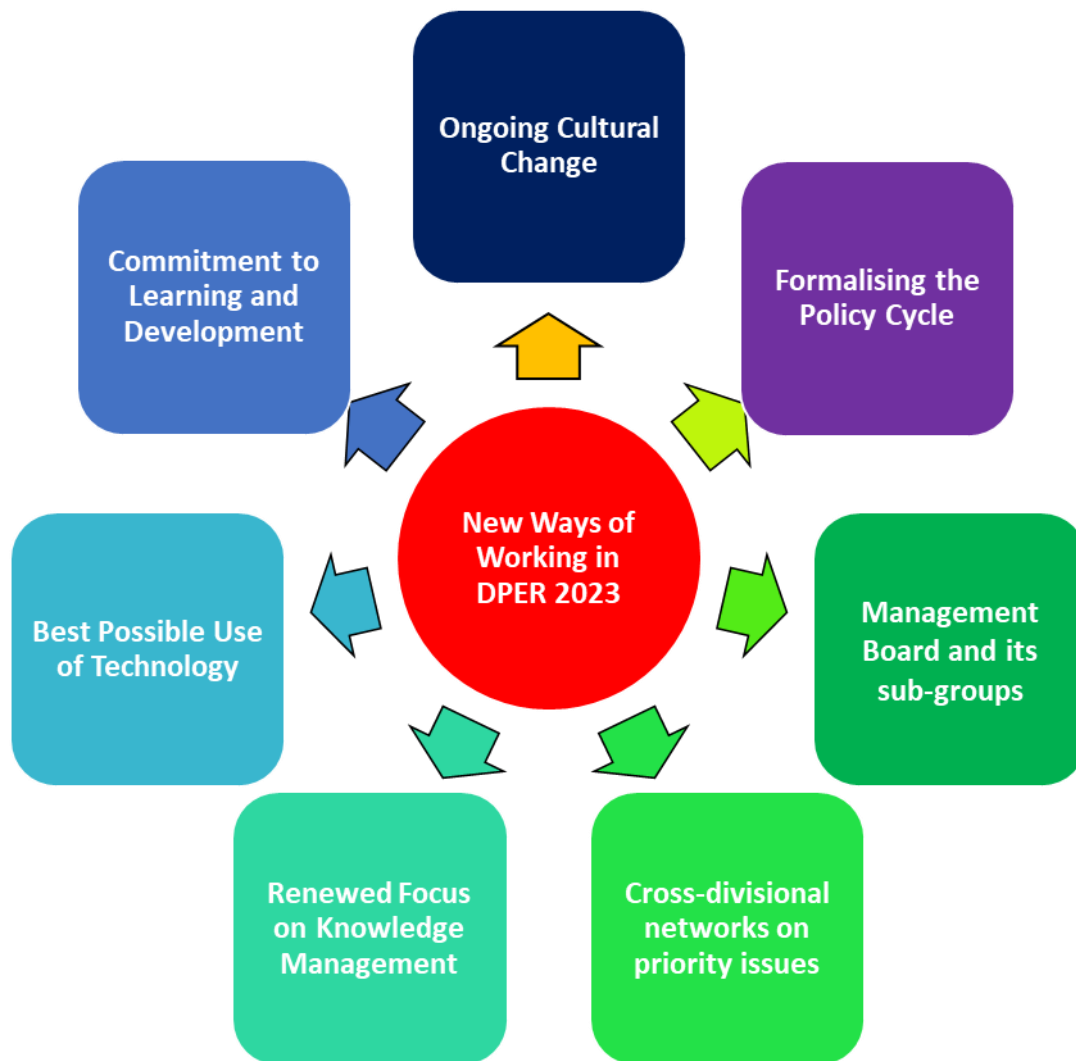 Ongoing Cultural
Change
Formalising the
Policy Cycle
Management
Board and its
sub-groups
Cross-divisional
networks on
priority issues
Renewed Focus
on Knowledge
Management
Best Possible Use
of Technology
Commitment to
Learning and
Development
New Ways of
Working in
DPER 2023